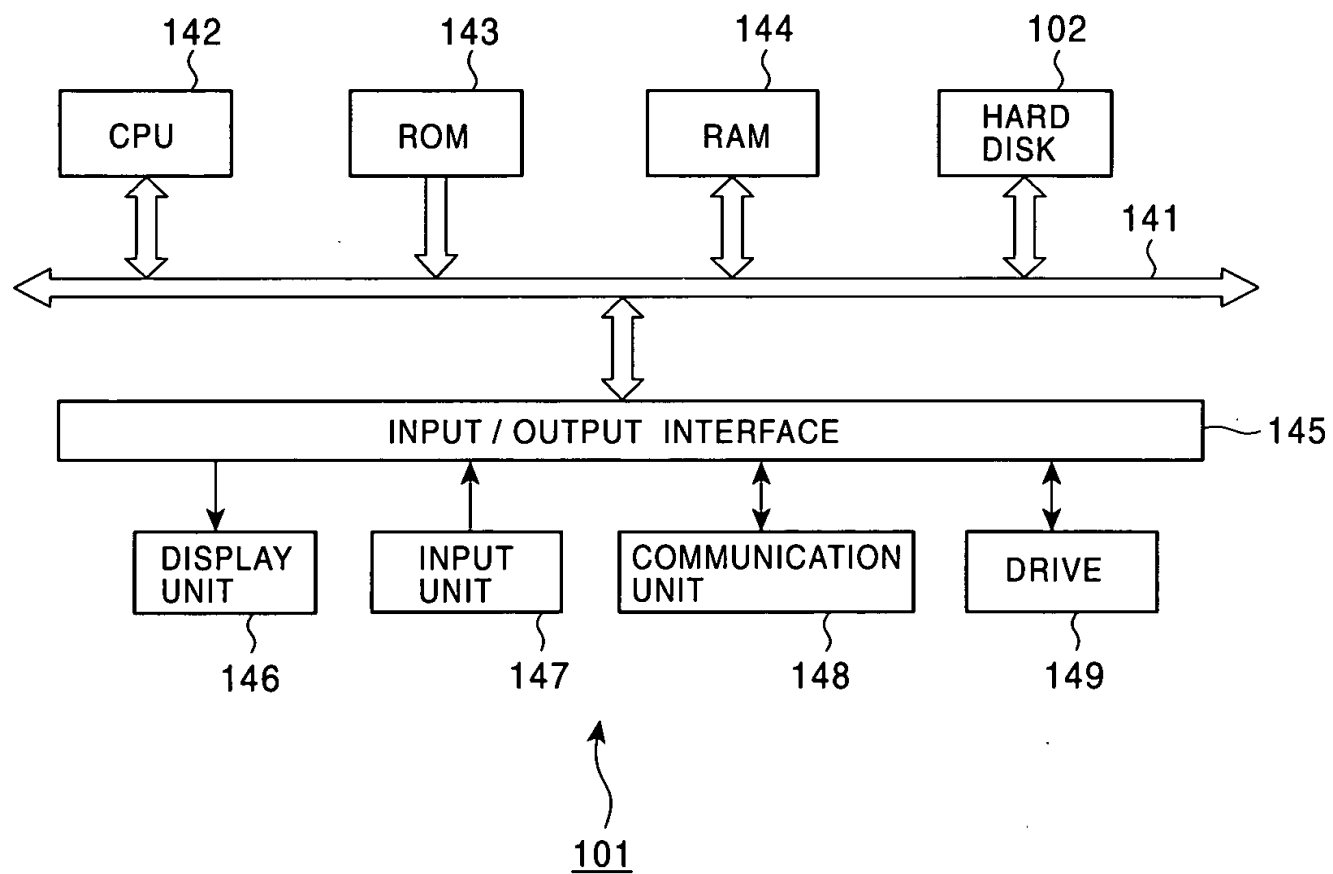 142
143
144
102
CPU
ROM
RAM
HARD
DISK
141
INPUT / OUTPUT INTERFACE
145
DISPLAY
UNIT
INPUT
UNIT
COMMUNICATION
UNIT
DRIVE
146
147
148
149
101